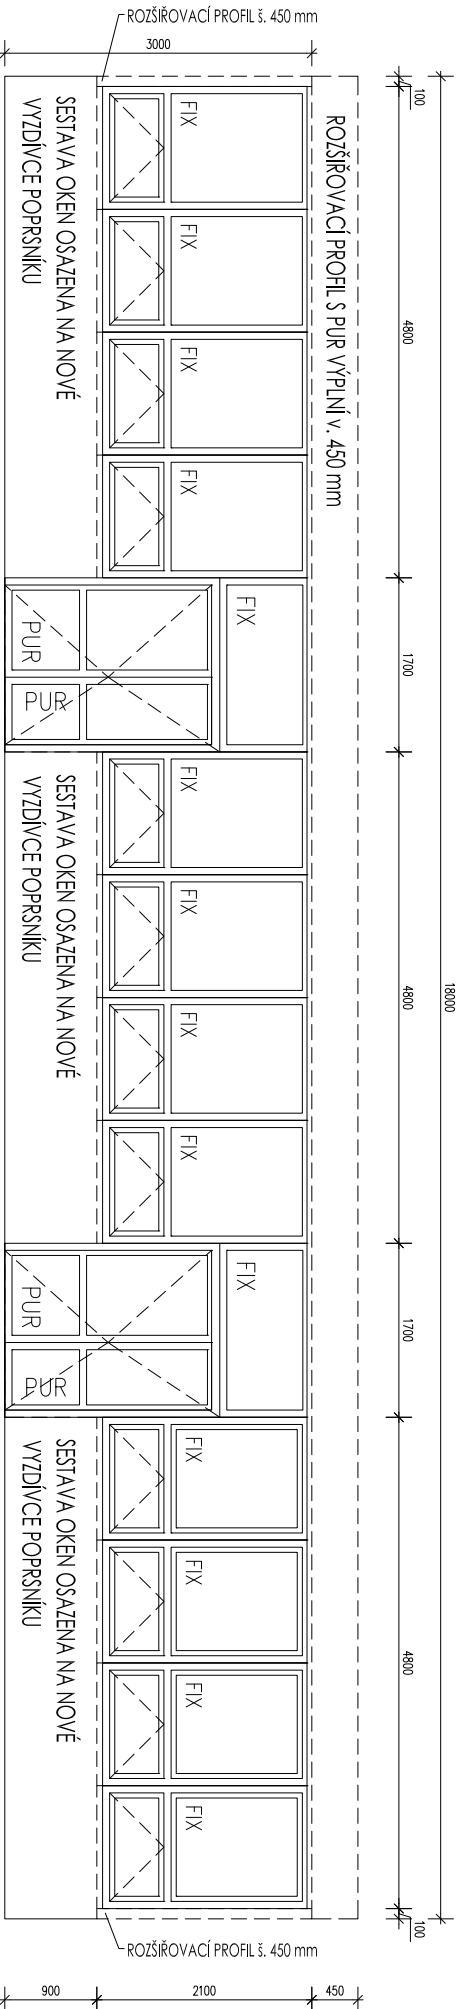 ROZŠIŘOVACÍ PROFIL š. 450 mm
3000
100
4800
1700
4800
18000
1700
4800
100
ROZŠIŘOVACÍ PROFIL S PUR VÝPLNÍ v. 450 mm
FIX
FIX
FIX
FIX
FIX
FIX
FIX
FIX
FIX
FIX
FIX
FIX
FIX
FIX
PUR
PUR
PUR
PUR
SESTAVA OKEN OSAZENA NA NOVÉ
VYZDÍVCE POPRSNÍKU
SESTAVA OKEN OSAZENA NA NOVÉ
VYZDÍVCE POPRSNÍKU
SESTAVA OKEN OSAZENA NA NOVÉ
VYZDÍVCE POPRSNÍKU
ROZŠIŘOVACÍ PROFIL š. 450 mm
900
2100
450